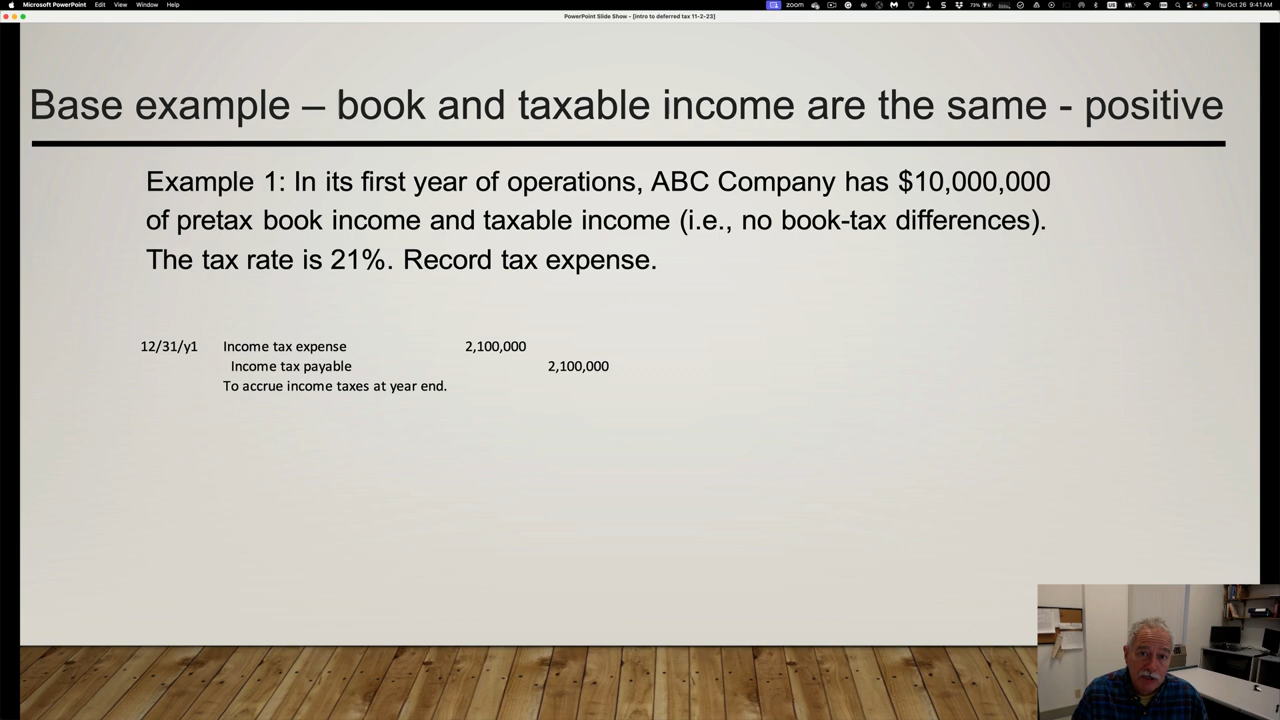 Microsoft PowerPoint Edit View Window Help zoom 73% US Thu Oct 26 9:41 AM
PowerPoint Slide Show - [intro to deferred tax 11-2-23]
Base example – book and taxable income are the same - positive
Example 1: In its first year of operations, ABC Company has $10,000,000
of pretax book income and taxable income (i.e., no book-tax differences).
The tax rate is 21%. Record tax expense.
12/31/y1 Income tax expense 2,100,000
Income tax payable 2,100,000
To accrue income taxes at year end.